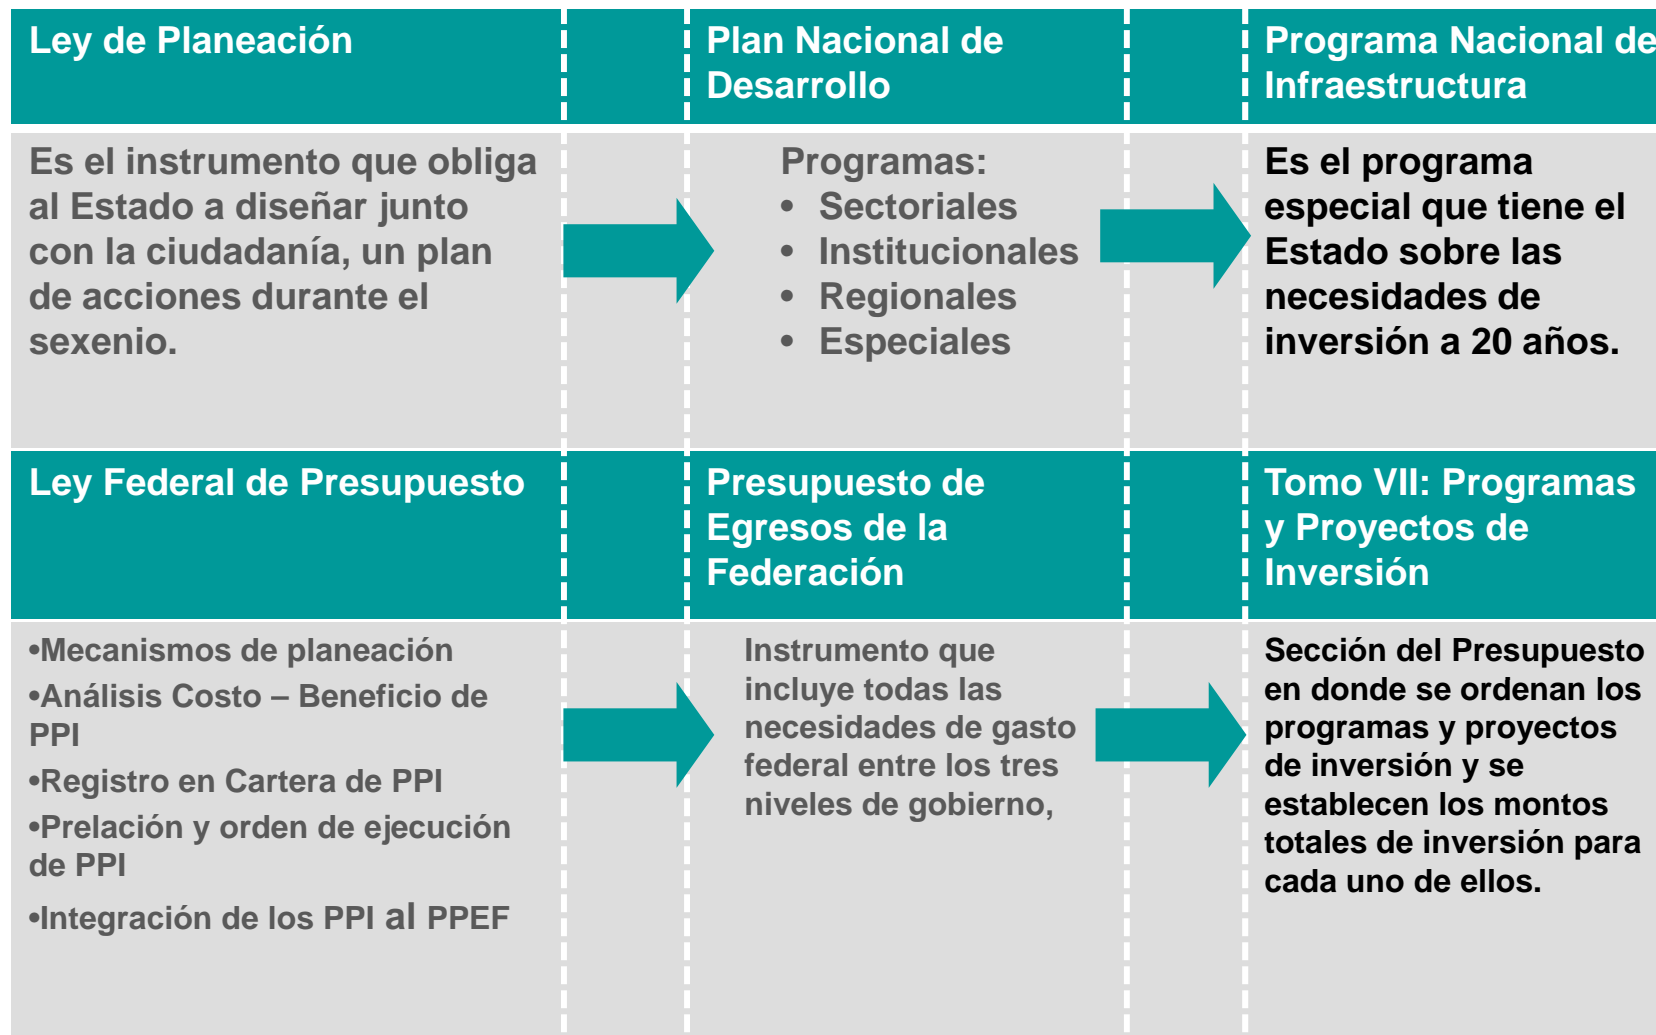 Ley de Planeación
Plan Nacional de
Desarrollo
Programa Nacional de
Infraestructura
Es el instrumento que obliga
al Estado a diseñar junto
con la ciudadanía, un plan
de acciones durante el
sexenio.
Programas:
• Sectoriales
• Institucionales
• Regionales
• Especiales
Es el programa
especial que tiene el
Estado sobre las
necesidades de
inversión a 20 años.
Ley Federal de Presupuesto
Presupuesto de
Egresos de la
Federación
Tomo VII: Programas
y Proyectos de
Inversión
•Mecanismos de planeación
•Análisis Costo – Beneficio de
PPI
•Registro en Cartera de PPI
•Prelación y orden de ejecución
de PPI
•Integración de los PPI al PPEF
Instrumento que
incluye todas las
necesidades de gasto
federal entre los tres
niveles de gobierno,
Sección del Presupuesto
en donde se ordenan los
programas y proyectos
de inversión y se
establecen los montos
totales de inversión para
cada uno de ellos.